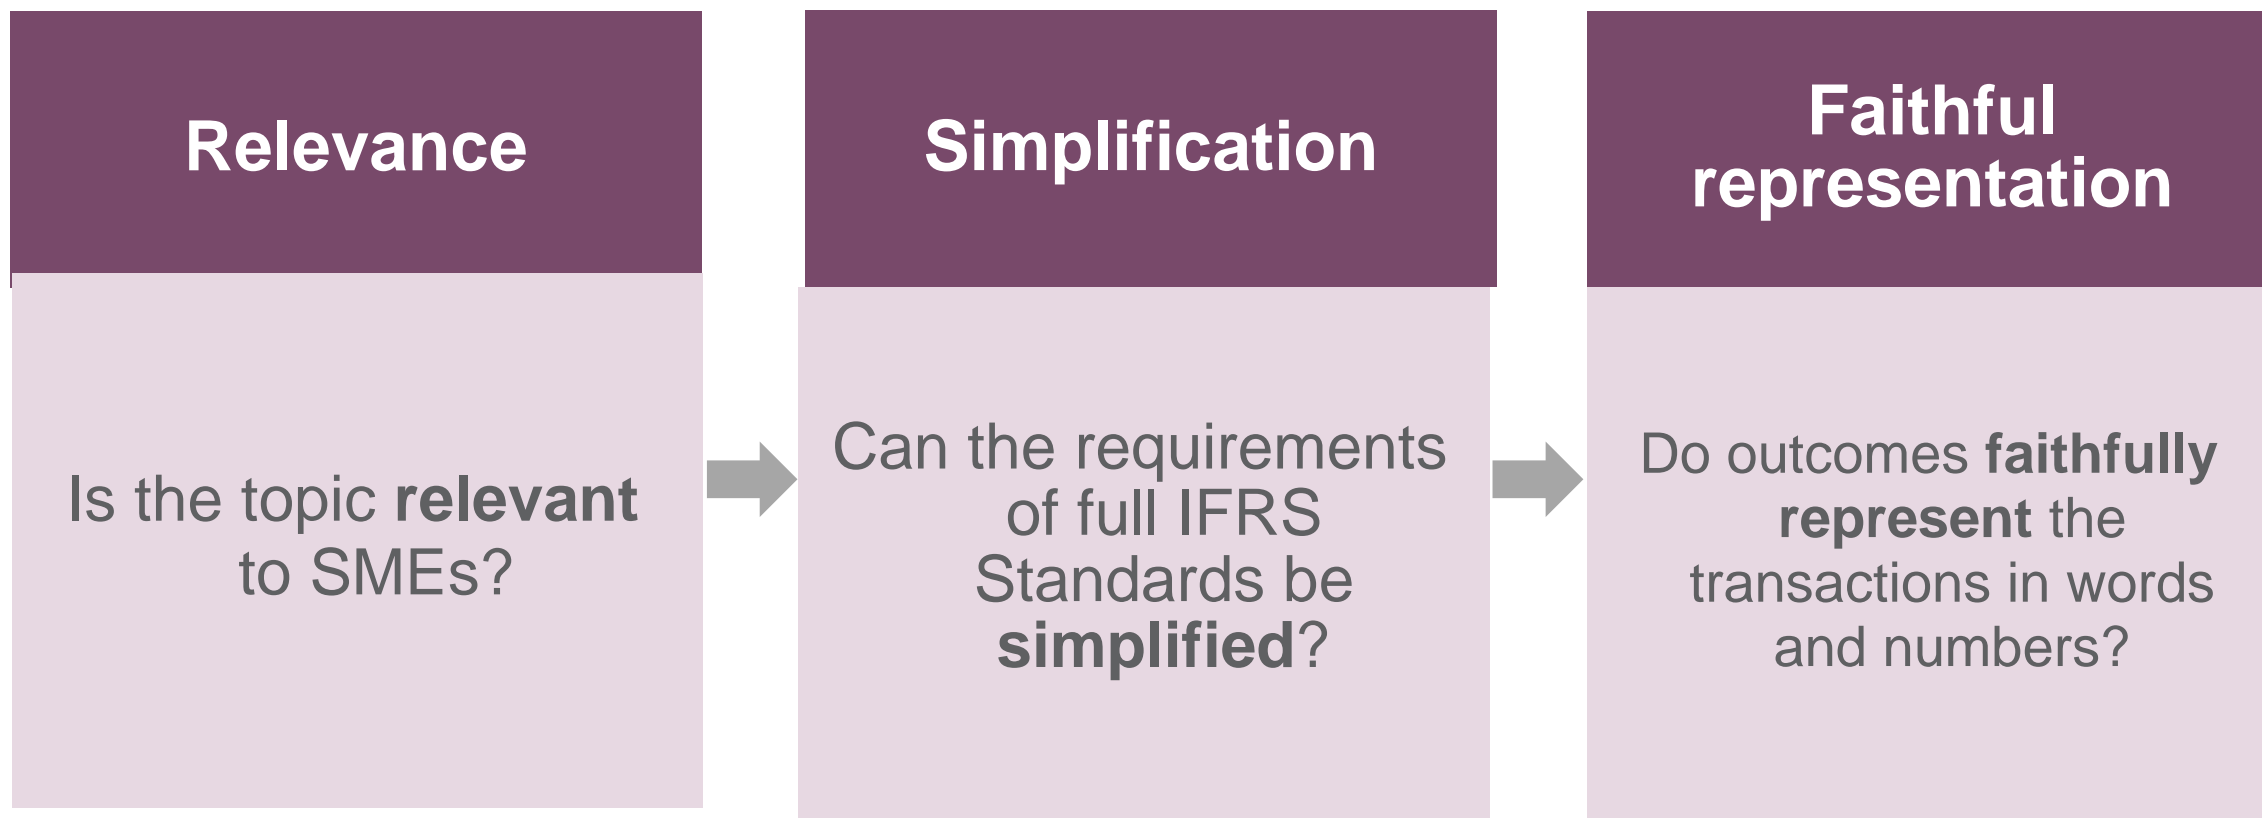 Relevance
Is the topic relevant
to SMEs?
Simplification
Can the requirements
of full IFRS
Standards be
simplified?
Faithful
representation
Do outcomes faithfully
represent the
transactions in words
and numbers?